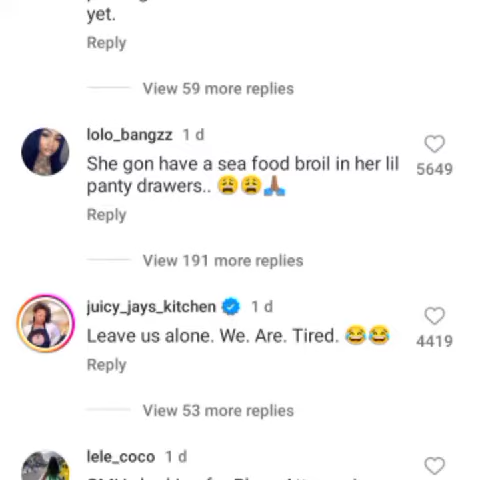 yet.
Reply
View 59 more replies
lolo_bangzz 1 d
She gon have a sea food broil in her lil
5649
panty drawers.. 😩😩🙏🏾
Reply
View 191 more replies
juicy_jays_kitchen 1 d
Leave us alone. We. Are. Tired. 😂😂
4419
Reply
View 53 more replies
lele_coco 1 d